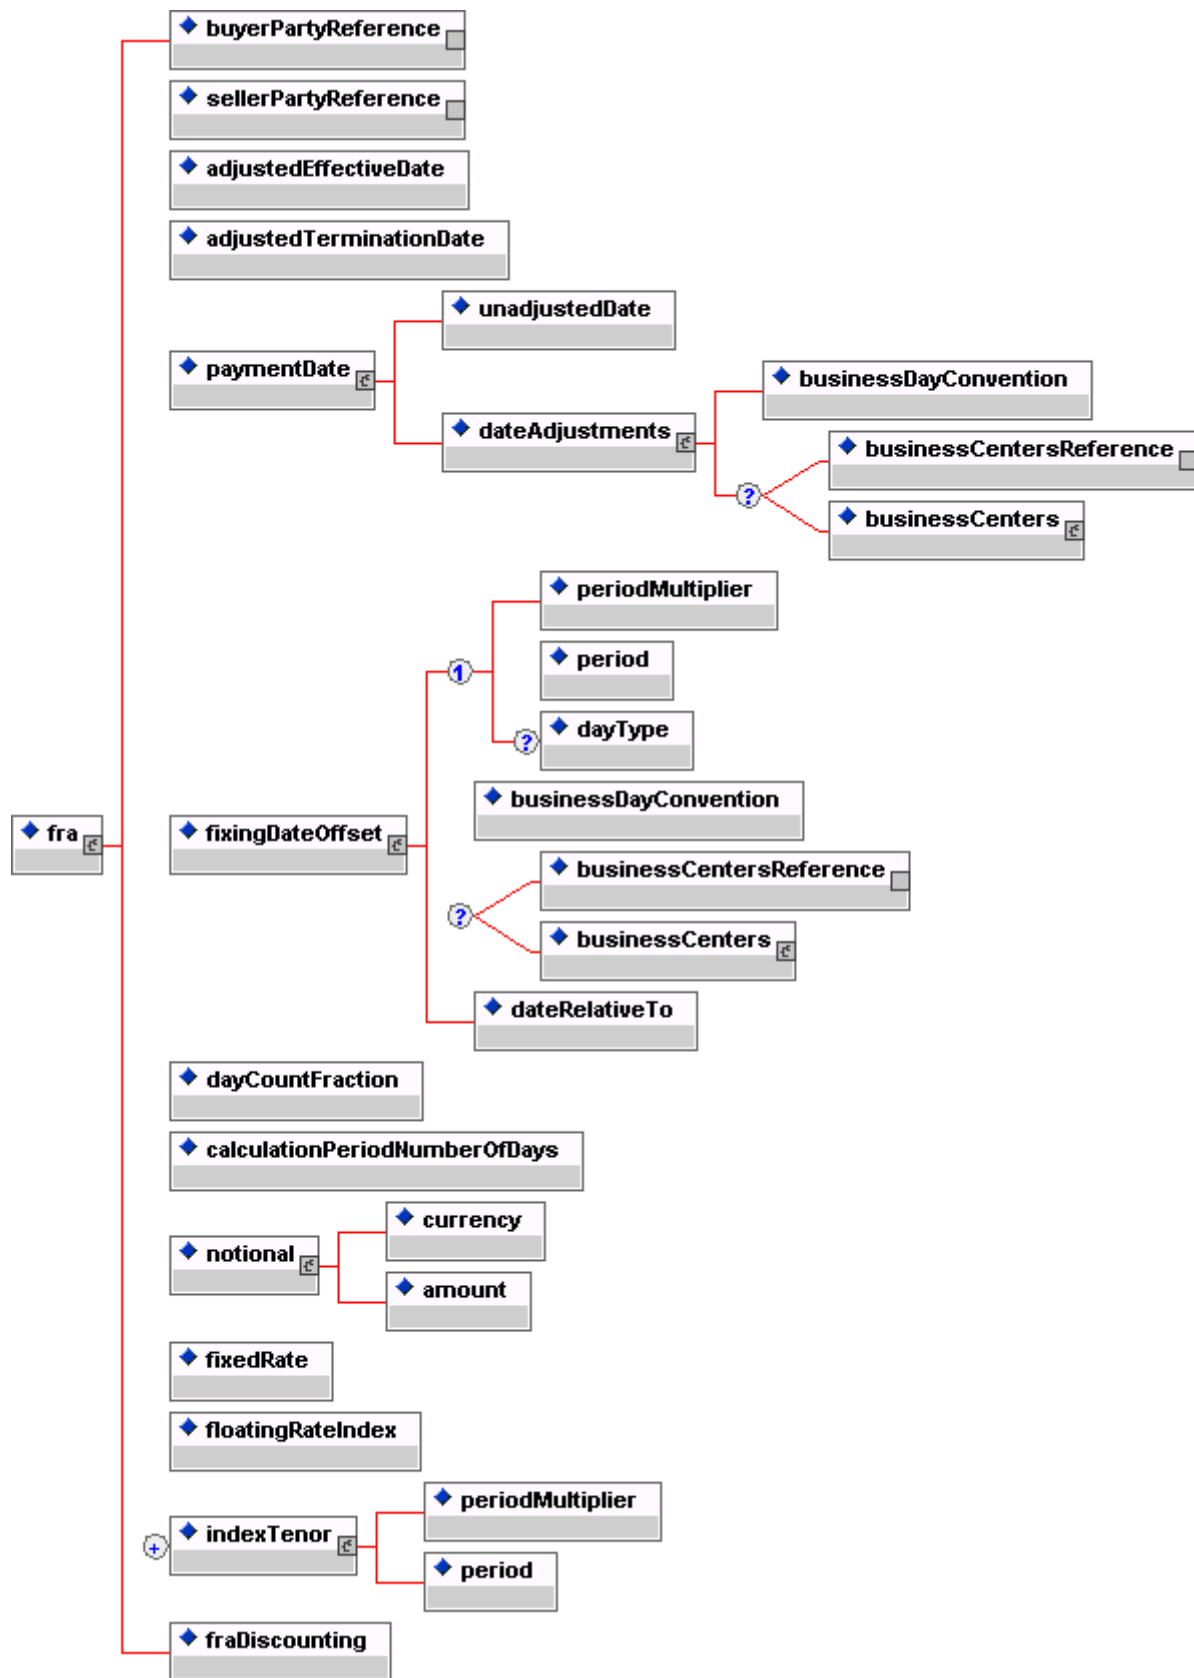 buyerPartyReference
sellerPartyReference
adjustedEffectiveDate
adjustedTerminationDate
unadjustedDate
paymentDate
businessDayConvention
dateAdjustments
businessCentersReference
?
businessCenters
periodMultiplier
1
period
?
dayType
businessDayConvention
fra
fixingDateOffset
businessCentersReference
?
businessCenters
dateRelativeTo
dayCountFraction
calculationPeriodNumberOfDays
currency
notional
amount
fixedRate
floatingRateIndex
periodMultiplier
+
indexTenor
period
fraDiscounting